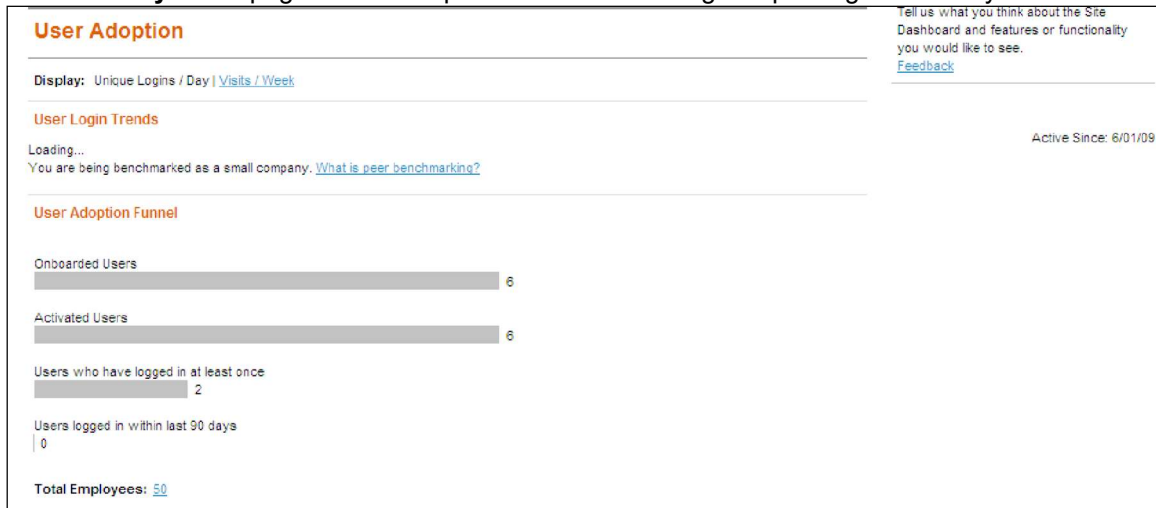 User Adoption
Display: Unique Logins / Day | Visits / Week
User Login Trends
Loading...
You are being benchmarked as a small company. What is peer benchmarking?
User Adoption Funnel
Onboarded Users
6
Activated Users
6
Users who have logged in at least once
2
Users logged in within last 90 days
0
Total Employees: 50
Tell us what you think about the Site
Dashboard and features or functionality
you would like to see.
Feedback
Active Since: 6/01/09